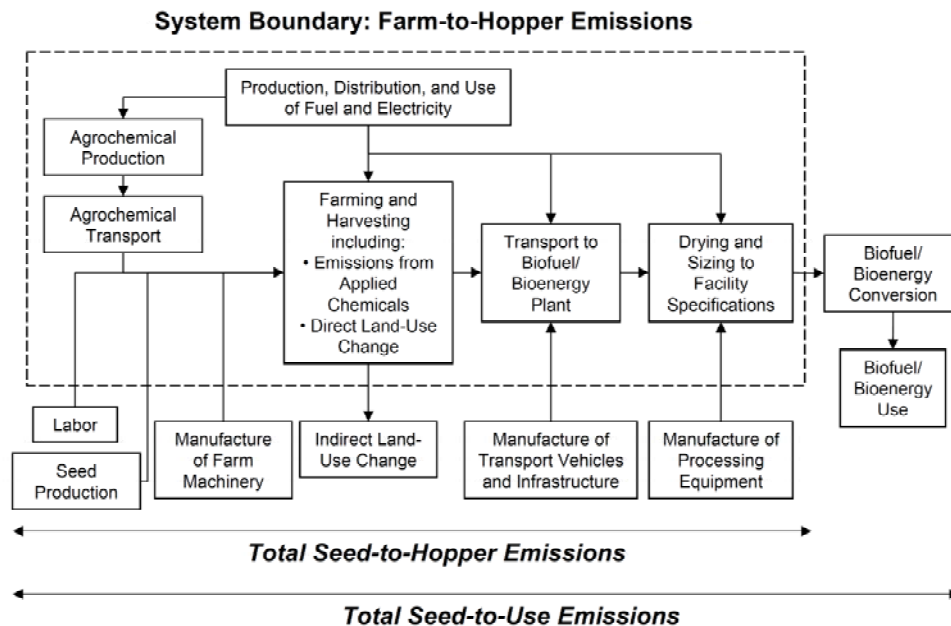 System Boundary: Farm-to-Hopper Emissions
Production, Distribution, and Use
of Fuel and Electricity
Agrochemical
Production
Agrochemical
Transport
Farming and
Harvesting
including:
• Emissions from
Applied
Chemicals
• Direct Land-Use
Change
Transport to
Biofuel/
Bioenergy
Plant
Drying and
Sizing to
Facility
Specifications
Biofuel/
Bioenergy
Conversion
Biofuel/
Bioenergy
Use
Labor
Seed
Production
Manufacture
of Farm
Machinery
Indirect Land-
Use Change
Manufacture of
Transport Vehicles
and Infrastructure
Manufacture of
Processing
Equipment
Total Seed-to-Hopper Emissions
Total Seed-to-Use Emissions